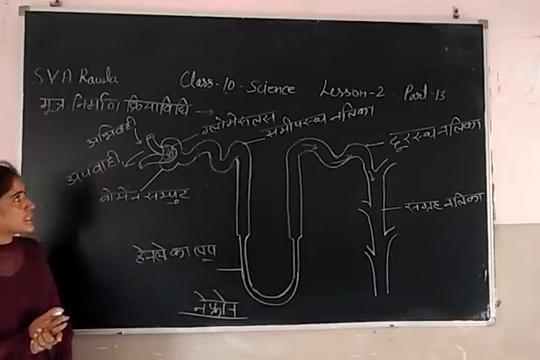 SVA Rawla Class-10-Science Lesson-2- Part-13
मूत्र निर्माण क्रियाविधि →
ग्लोमेरुलस
समीपस्थ नलिका
दूरस्थ नलिका
अभिवाही
अपवाही
बोमेन सम्पुट
संग्रह नलिका
हेनले का लूप
नेफ्रोन